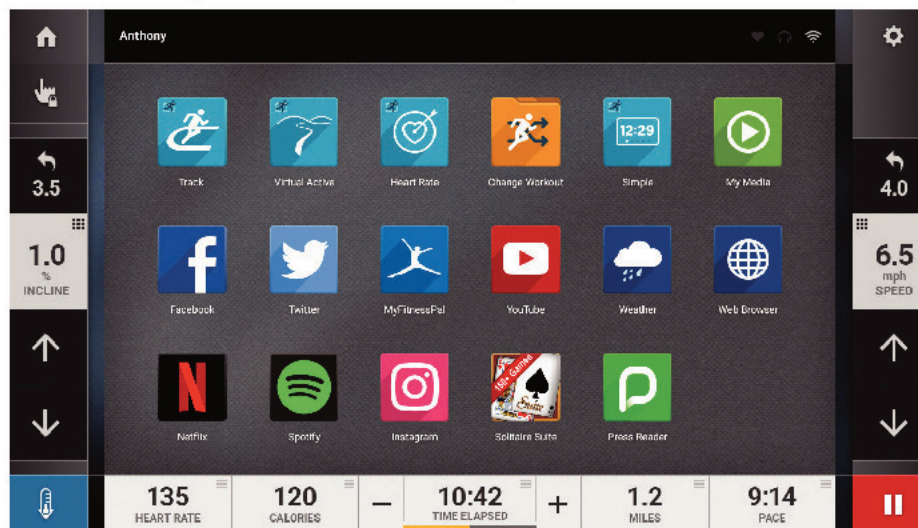 Anthony
3.5
1.0
%
INCLINE
Track
Virtual Active
Heart Rate
Change Workout
12:29
Simple
My Media
Facebook
Twitter
MyFitnessPal
YouTube
Weather
Web Browser
N
Netflix
Spotify
Instagram
150+ Games
Solitaire Suite
Press Reader
4.0
6.5
mph
SPEED
135
HEART RATE
120
CALORIES
10:42
TIME ELAPSED
1.2
MILES
9:14
PACE